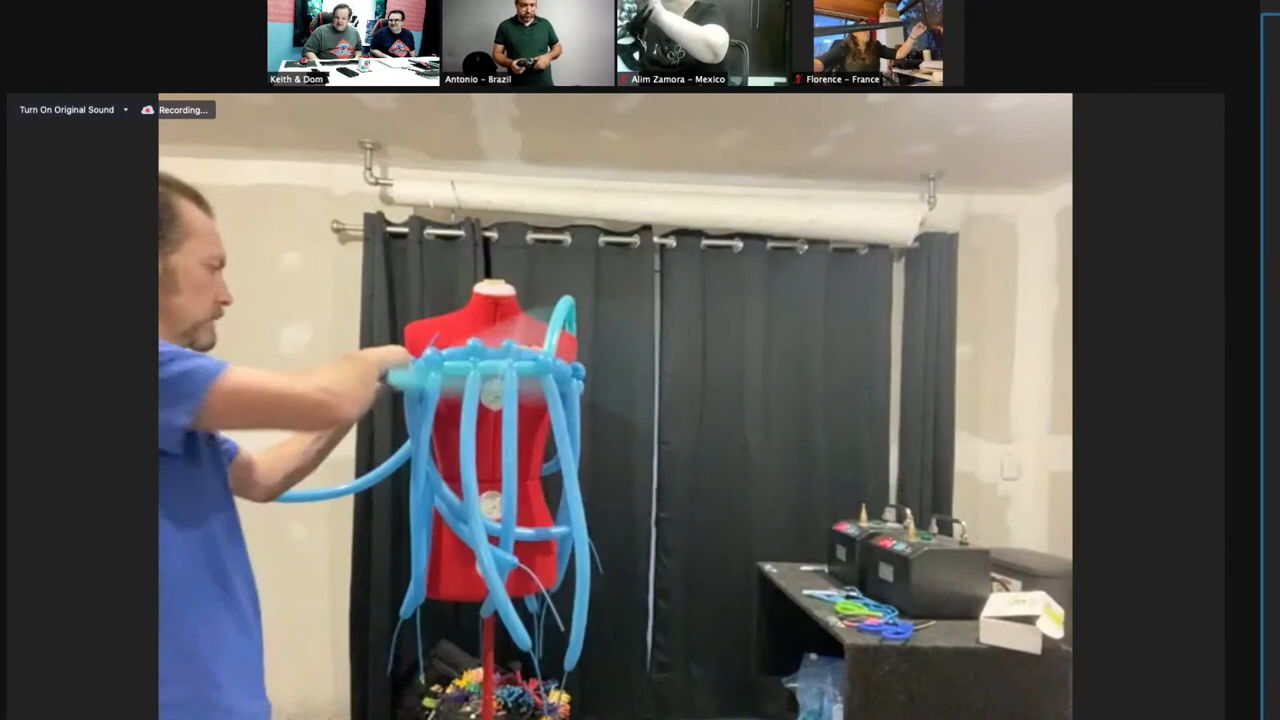 Keith & Dom
Antonio – Brazil
Alim Zamora – Mexico
Florence – France
Turn On Original Sound
Recording...